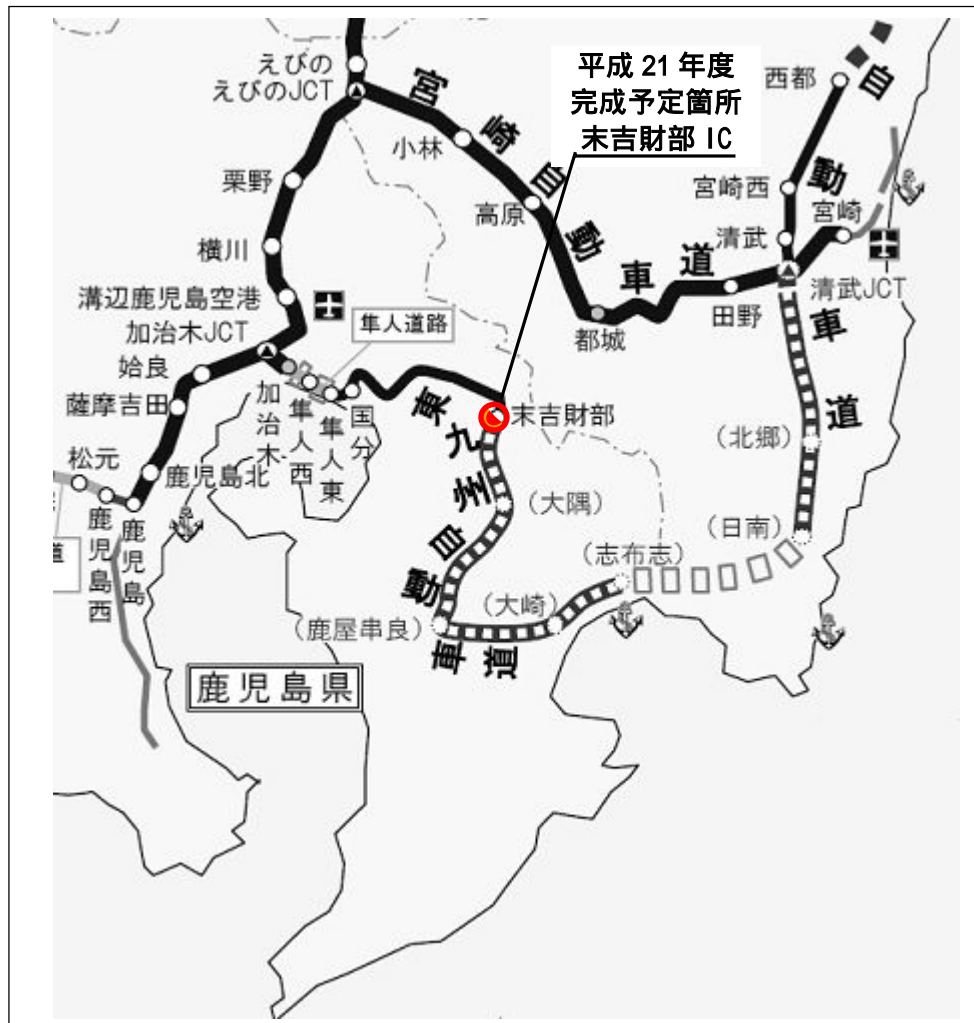 平成 21 年度
完成予定箇所
末吉財部 IC
えびの
えびのJCT
宮崎自動車道
小林
高原
都城
田野
西都
宮崎西
宮崎
清武
清武JCT
自動車道
栗野
横川
溝辺鹿児島空港
加治木JCT
隼人道路
姶良
薩摩吉田
加治木
隼人西
隼人東
国分
末吉財部
東九州自動車道
松元
鹿児島北
鹿児島西
鹿児島
道
(北郷)
(日南)
(大隅)
(志布志)
(大崎)
(鹿屋串良)
鹿児島県